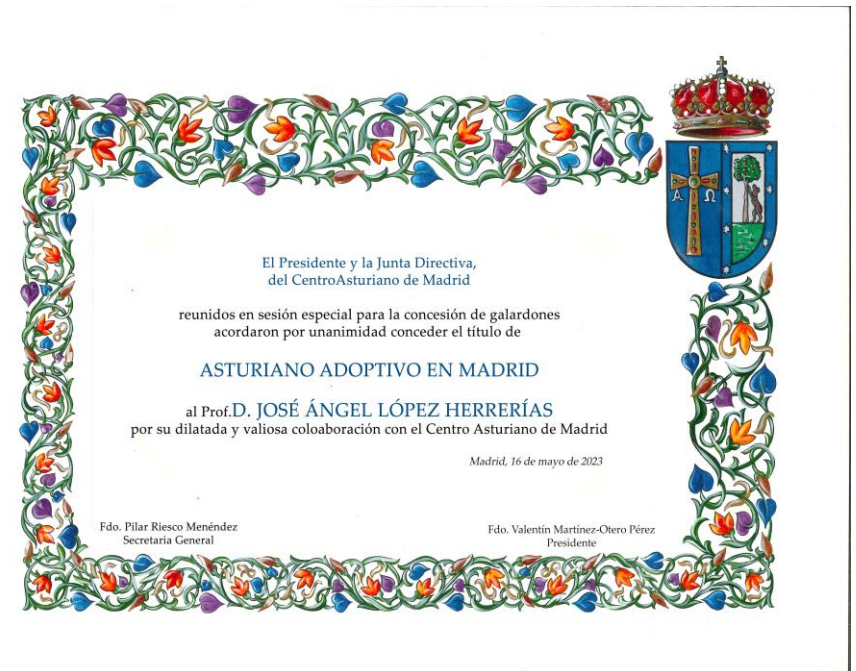 El Presidente y la Junta Directiva,
del CentroAsturiano de Madrid
reunidos en sesión especial para la concesión de galardones
acordaron por unanimidad conceder el título de
ASTURIANO ADOPTIVO EN MADRID
al Prof.D. JOSÉ ÁNGEL LÓPEZ HERRERÍAS
por su dilatada y valiosa coloaboración con el Centro Asturiano de Madrid
Madrid, 16 de mayo de 2023
Fdo. Pilar Riesco Menéndez
Secretaria General
Fdo. Valentín Martínez-Otero Pérez
Presidente
Α Ω